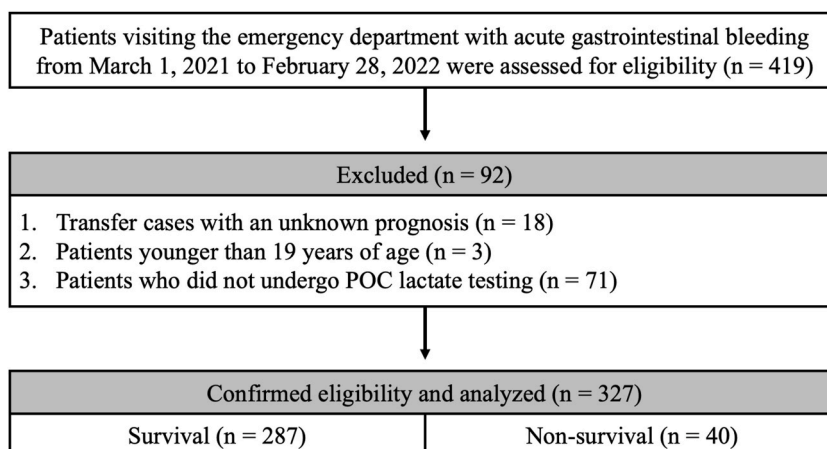 Patients visiting the emergency department with acute gastrointestinal bleeding
from March 1, 2021 to February 28, 2022 were assessed for eligibility (n = 419)
Excluded (n = 92)
1. Transfer cases with an unknown prognosis (n = 18)
2. Patients younger than 19 years of age (n = 3)
3. Patients who did not undergo POC lactate testing (n = 71)
Confirmed eligibility and analyzed (n = 327)
Survival (n = 287)
Non-survival (n = 40)